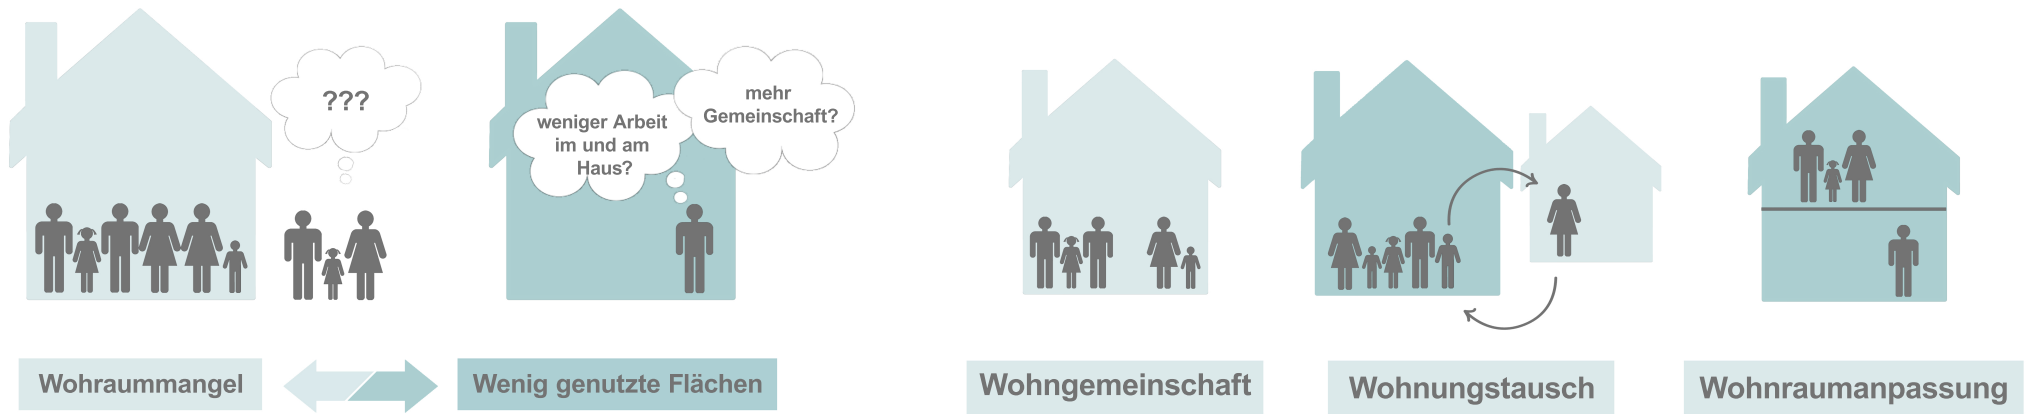 ???
weniger Arbeit
im und am
Haus?
mehr
Gemeinschaft?
Wohraummangel
Wenig genutzte Flächen
Wohngemeinschaft
Wohnungstausch
Wohnraumanpassung